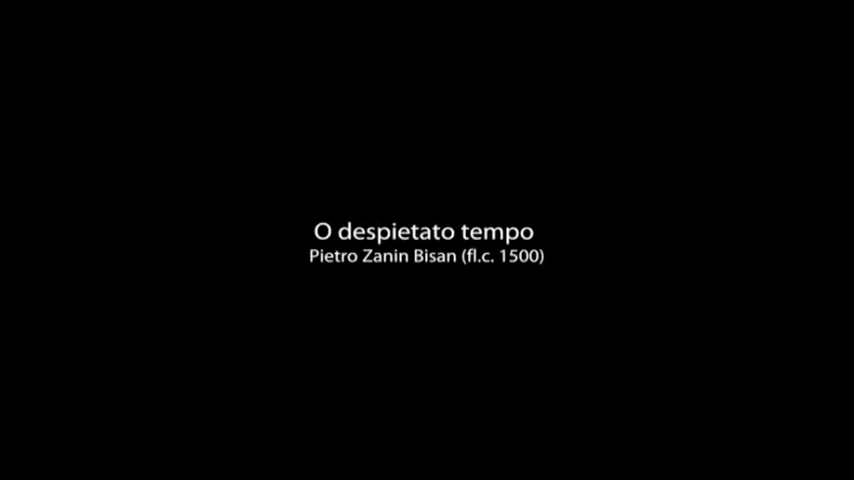 O despietato tempo
Pietro Zanin Bisan (fl.c. 1500)